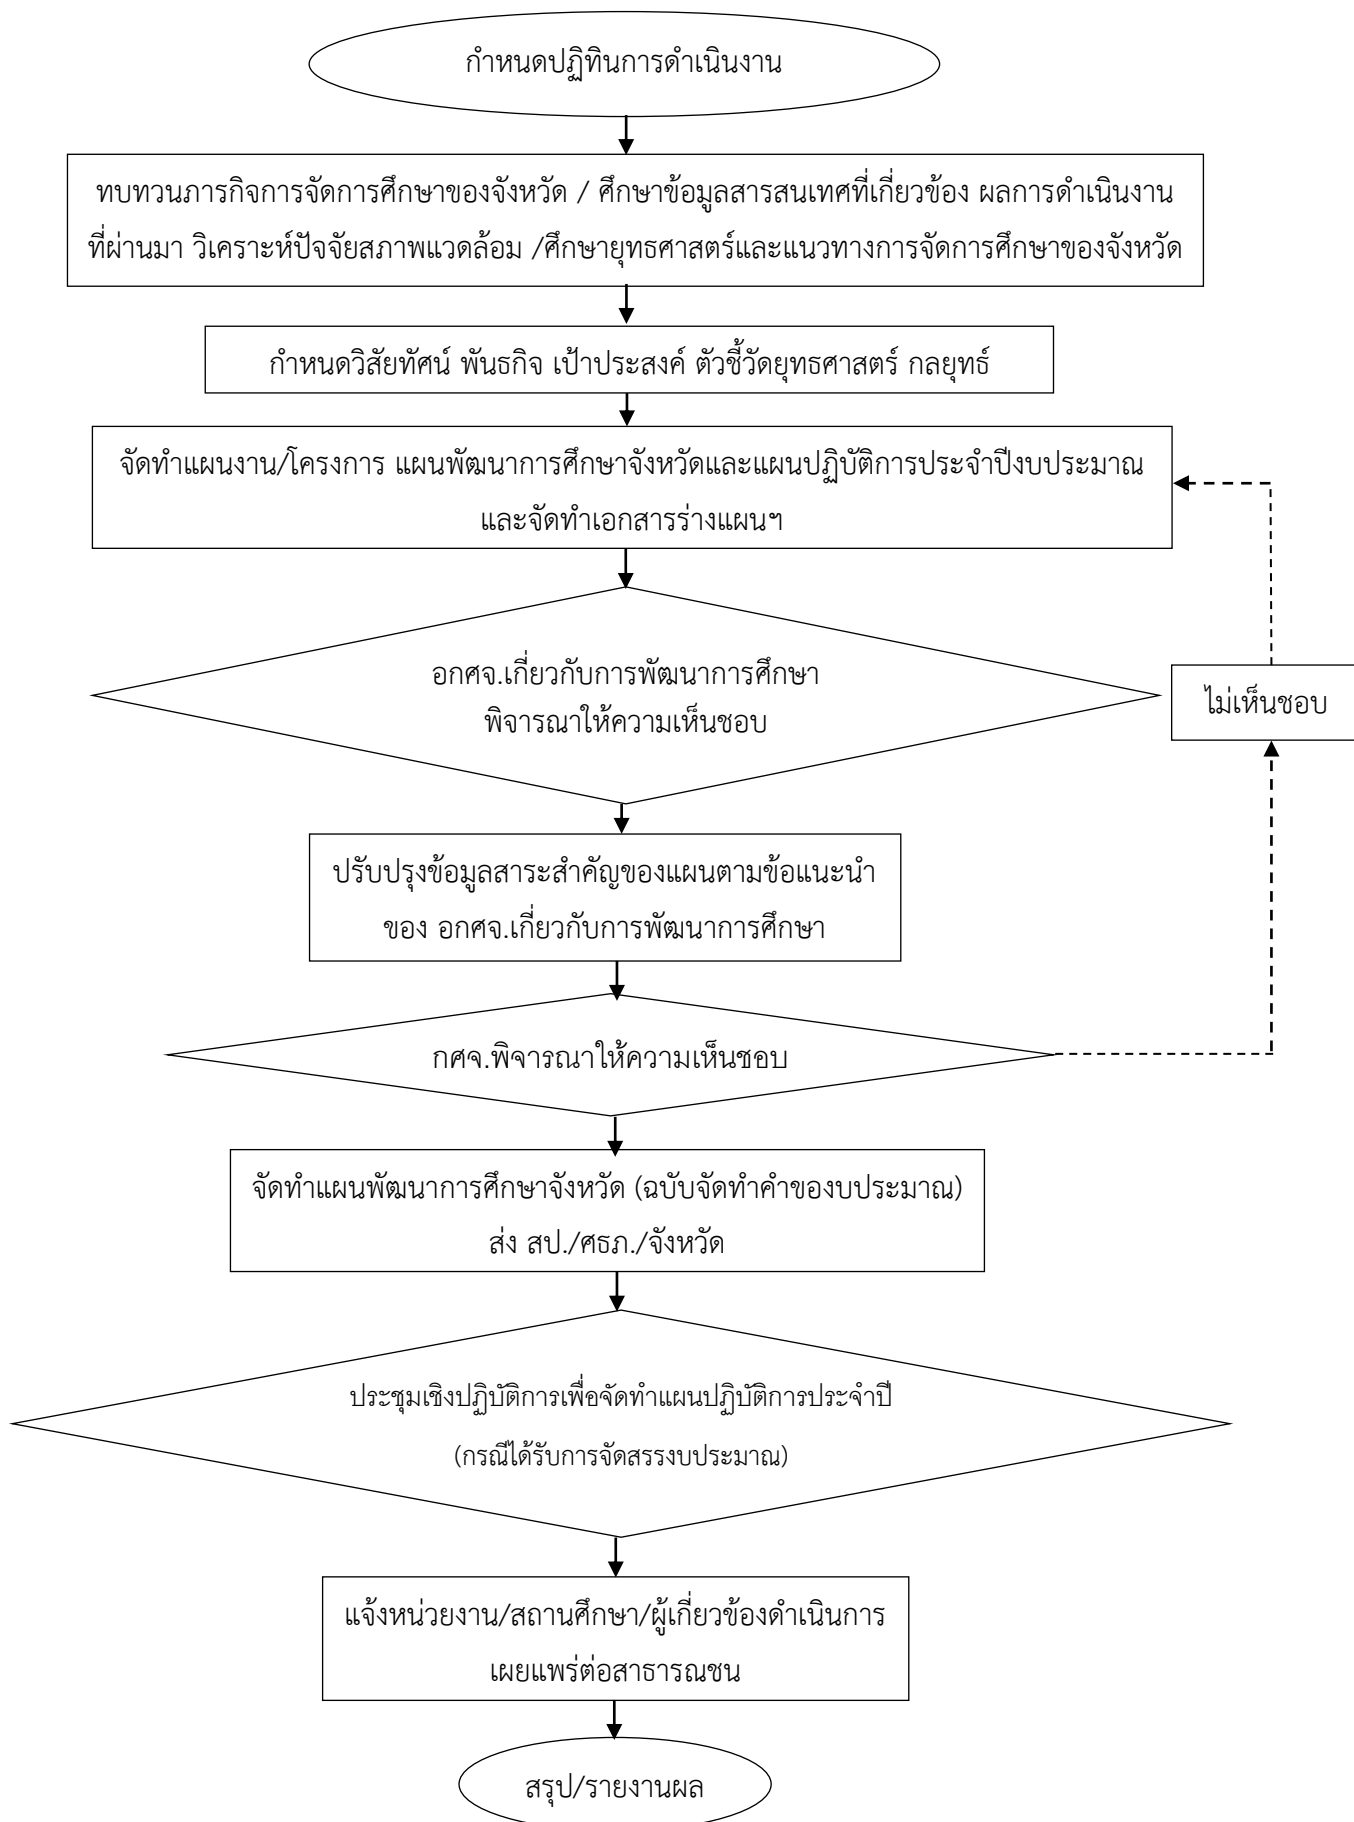 กำหนดปฏิทินการดำเนินงาน
ทบทวนภารกิจการจัดการศึกษาของจังหวัด / ศึกษาข้อมูลสารสนเทศที่เกี่ยวข้อง ผลการดำเนินงาน
ที่ผ่านมา วิเคราะห์ปัจจัยสภาพแวดล้อม /ศึกษายุทธศาสตร์และแนวทางการจัดการศึกษาของจังหวัด
กำหนดวิสัยทัศน์ พันธกิจ เป้าประสงค์ ตัวชี้วัดยุทธศาสตร์ กลยุทธ์
จัดทำแผนงาน/โครงการ แผนพัฒนาการศึกษาจังหวัดและแผนปฏิบัติการประจำปีงบประมาณ
และจัดทำเอกสารร่างแผนฯ
อกศจ.เกี่ยวกับการพัฒนาการศึกษา
พิจารณาให้ความเห็นชอบ
ไม่เห็นชอบ
ปรับปรุงข้อมูลสาระสำคัญของแผนตามข้อแนะนำ
ของ อกศจ.เกี่ยวกับการพัฒนาการศึกษา
กศจ.พิจารณาให้ความเห็นชอบ
จัดทำแผนพัฒนาการศึกษาจังหวัด (ฉบับจัดทำคำของบประมาณ)
ส่ง สป./ศธภ./จังหวัด
ประชุมเชิงปฏิบัติการเพื่อจัดทำแผนปฏิบัติการประจำปี
(กรณีได้รับการจัดสรรงบประมาณ)
แจ้งหน่วยงาน/สถานศึกษา/ผู้เกี่ยวข้องดำเนินการ
เผยแพร่ต่อสาธารณชน
สรุป/รายงานผล